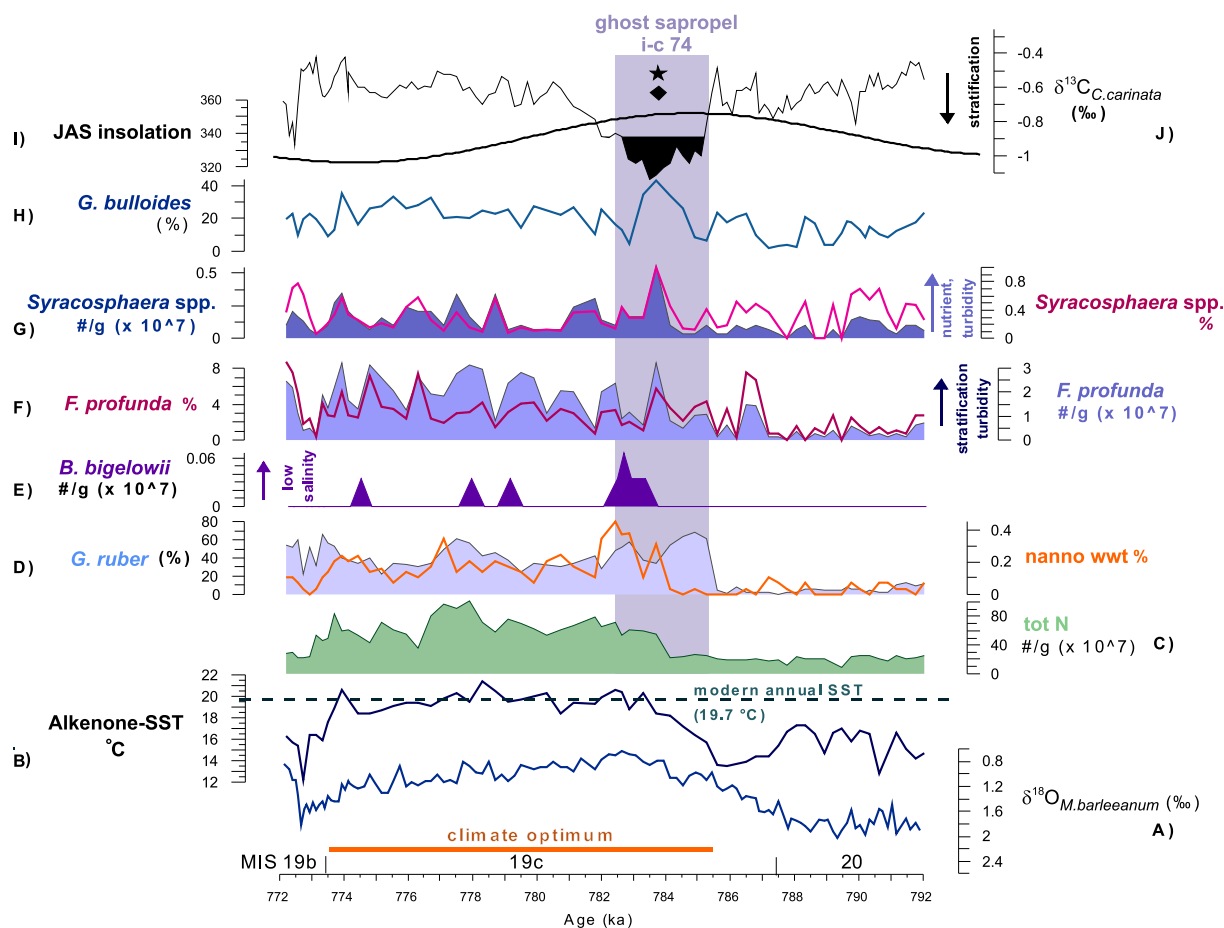 ghost sapropel
i-c 74
-0.4
-0.6
-0.8
-1
stratification
δ13C C.carinata
(‰)
J)
360
340
320
I)
JAS insolation
40
20
0
H)
G. bulloides
(%)
0.5
0
G)
Syracosphaera spp.
#/g (x 10^7)
nutrient,
turbidity
0.8
0.4
0
Syracosphaera spp.
%
8
4
0
F)
F. profunda %
stratification
turbidity
3
2
1
0
F. profunda
#/g (x 10^7)
0.06
0
E)
B. bigelowii
#/g (x 10^7)
low
salinity
80
60
40
20
0
D)
G. ruber (%)
0.4
0.2
0
nanno wwt %
80
40
0
tot N
#/g (x 10^7)
C)
22
20
18
16
14
12
modern annual SST
(19.7 °C)
Alkenone-SST
°C
B)
0.8
1.2
1.6
2
2.4
δ18O M.barleeanum (‰)
A)
climate optimum
MIS 19b
19c
20
772 774 776 778 780 782 784 786 788 790 792
Age (ka)